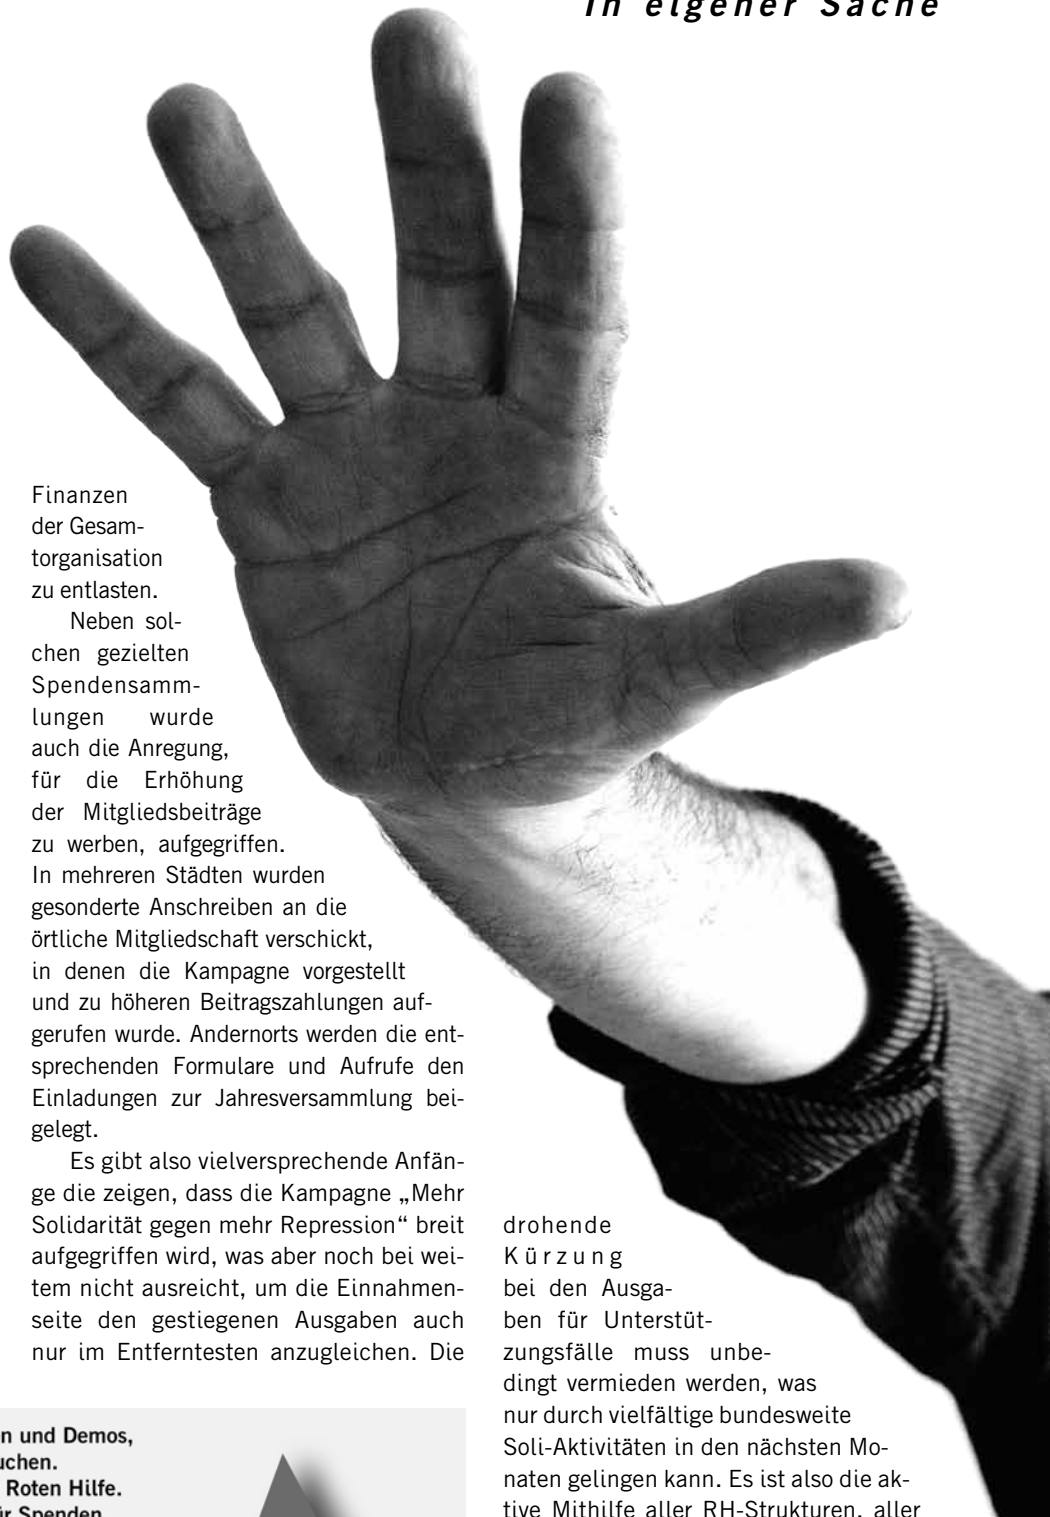 In eigener Sache
Finanzen
der Gesam-
torganisation
zu entlasten.
Neben sol-
chen gezielten
Spendensamm-
lungen wurde
auch die Anregung,
für die Erhöhung
der Mitgliedsbeiträge
zu werben, aufgegriffen.
In mehreren Städten wurden
gesonderte Anschreiben an die
örtliche Mitgliedschaft verschickt,
in denen die Kampagne vorgestellt
und zu höheren Beitragszahlungen auf-
gerufen wurde. Andernorts werden die ent-
sprechenden Formulare und Aufrufe den
Einladungen zur Jahresversammlung bei-
gelegt.
Es gibt also vielversprechende Anfän-
ge die zeigen, dass die Kampagne „Mehr
Solidarität gegen mehr Repression“ breit
aufgegriffen wird, was aber noch bei wei-
tem nicht ausreicht, um die Einnahmen-
seite den gestiegenen Ausgaben auch
nur im Entferntesten anzugleichen. Die
drohende
Kürzung
bei den Ausga-
ben für Unterstüt-
zungsfälle muss unbe-
dingt vermieden werden, was
nur durch vielfältige bundesweite
Soli-Aktivitäten in den nächsten Mo-
naten gelingen kann. Es ist also die ak-
tive Mithilfe aller RH-Strukturen, aller
und Demos,
Roten Hilfe.
Spenden